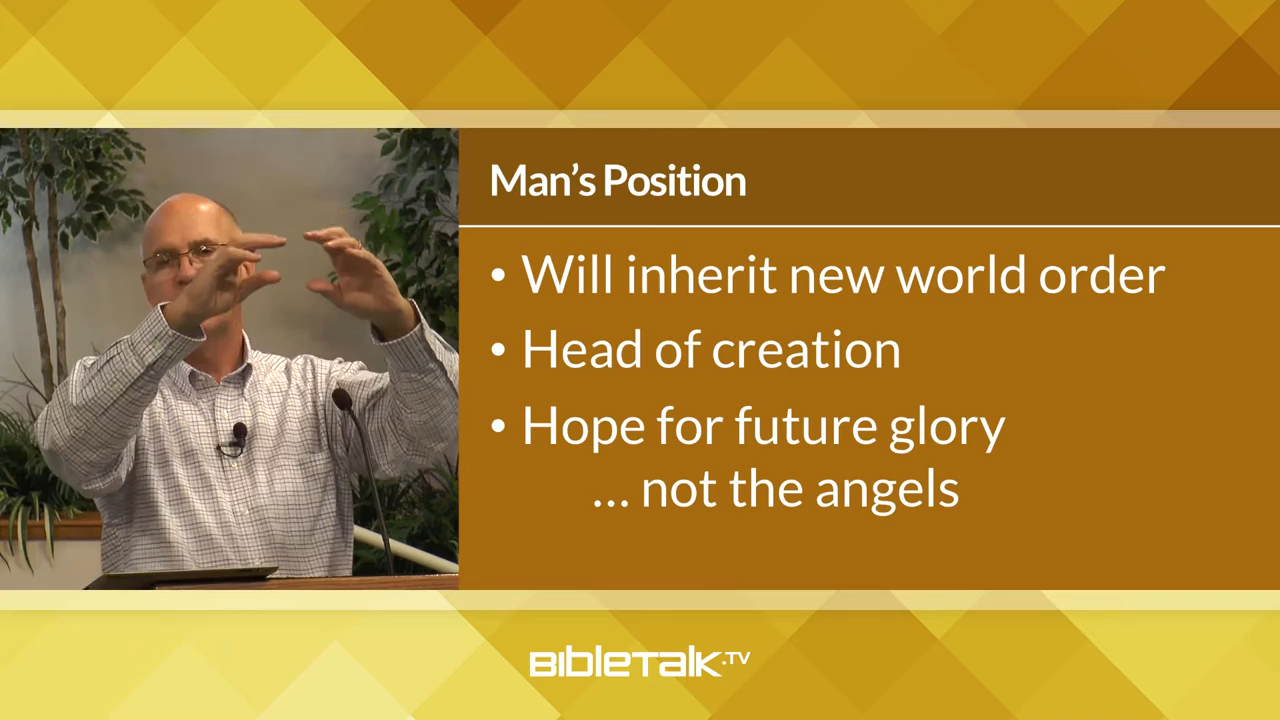 Man’s Position
• Will inherit new world order
• Head of creation
• Hope for future glory
... not the angels
BIBLETALK.TV